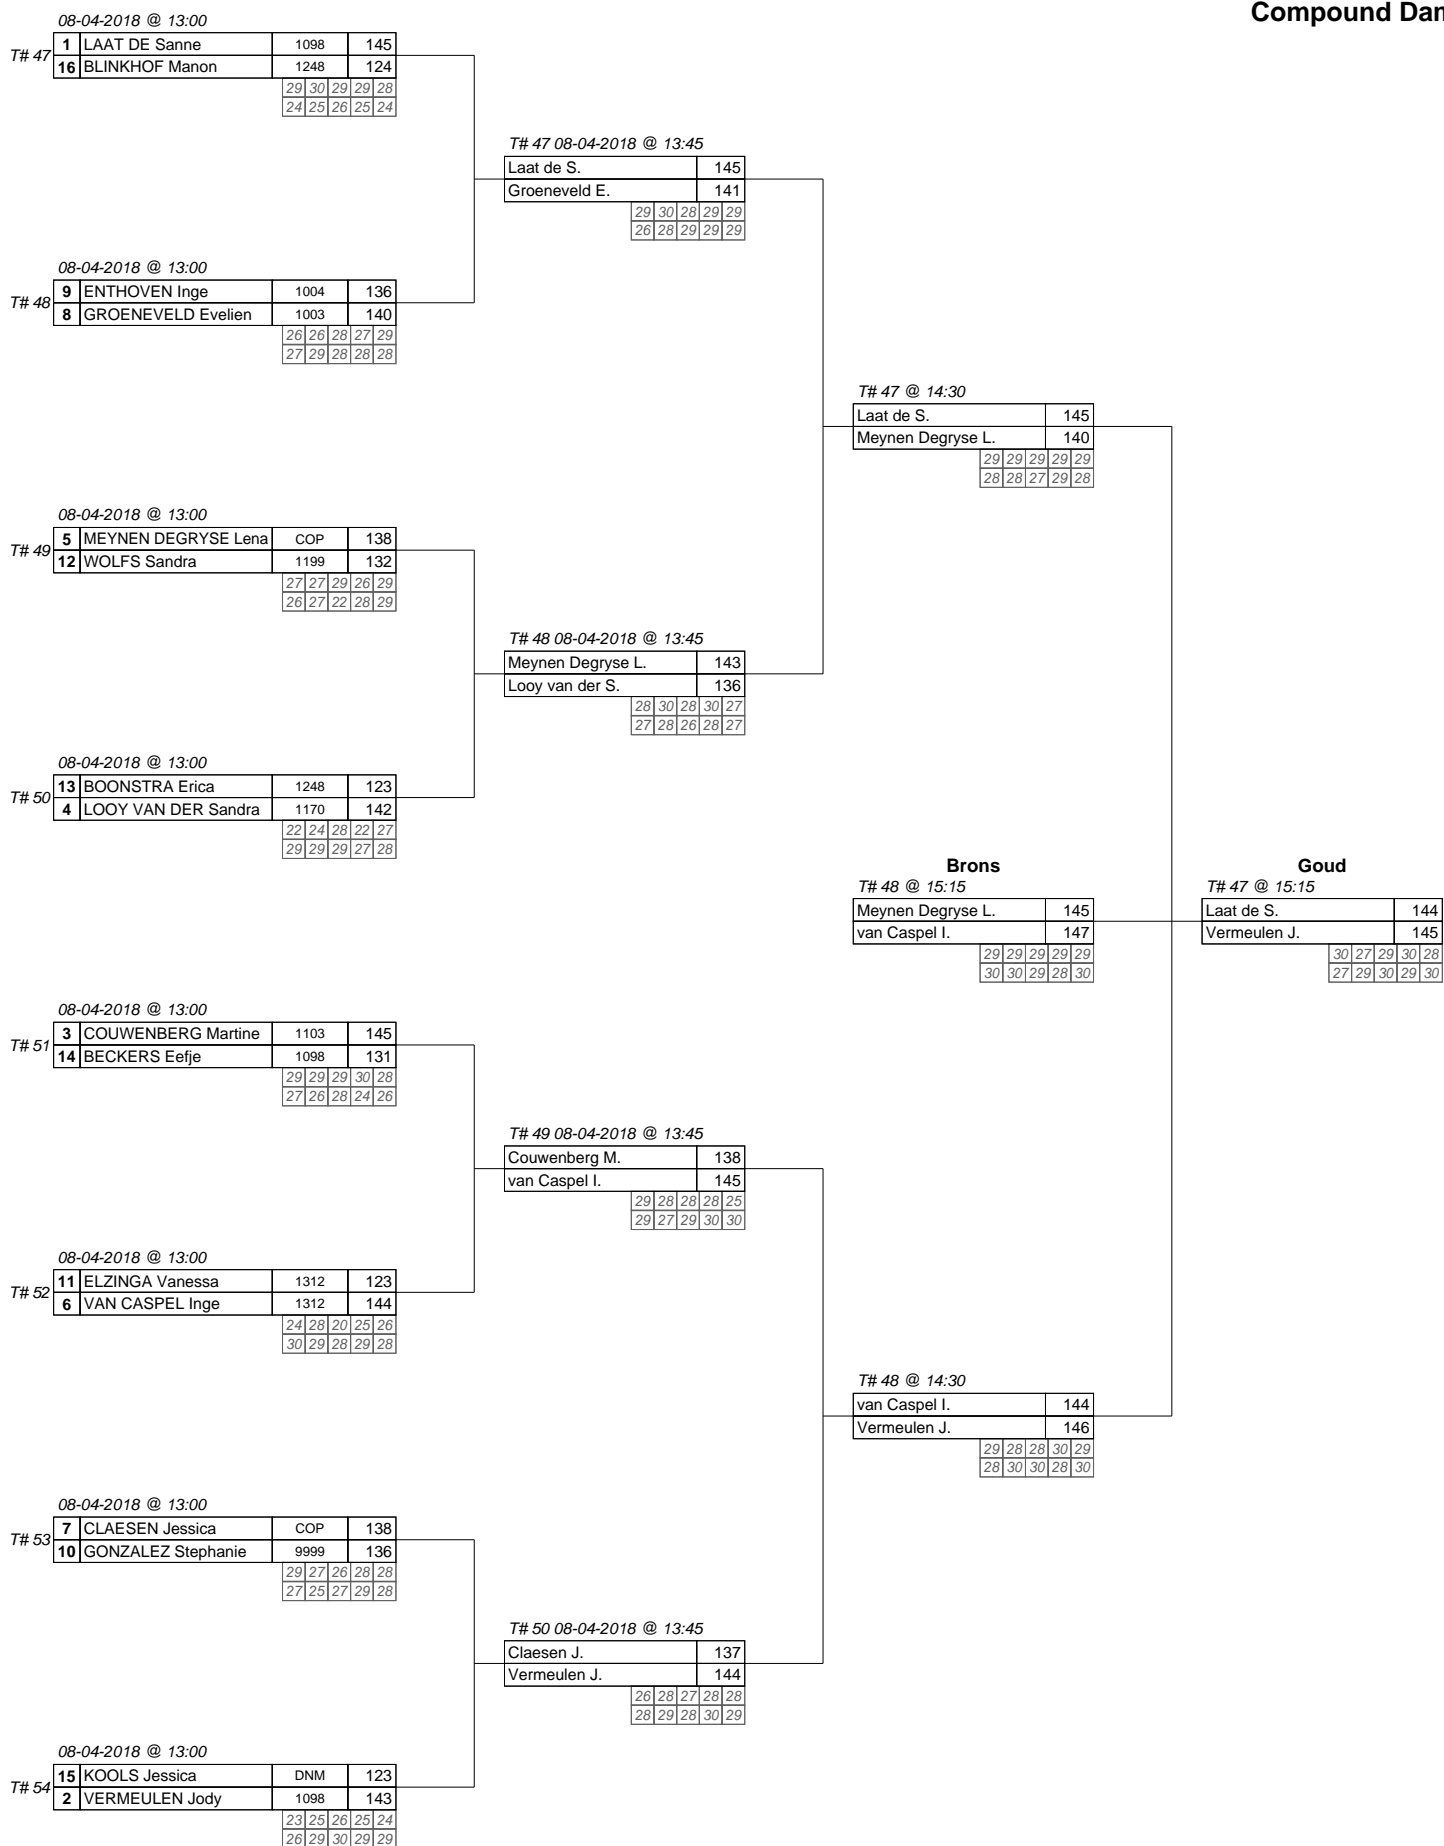 Compound Dam
08-04-2018 @ 13:00
T# 47
1 LAAT DE Sanne 1098 145
16 BLINKHOF Manon 1248 124
29 30 29 29 28
24 25 26 25 24
T# 47 08-04-2018 @ 13:45
Laat de S. 145
Groeneveld E. 141
29 30 28 29 29
26 28 29 29 29
08-04-2018 @ 13:00
T# 48
9 ENTHOVEN Inge 1004 136
8 GROENEVELD Evelien 1003 140
26 26 28 27 29
27 29 28 28 28
T# 47 @ 14:30
Laat de S. 145
Meynen Degryse L. 140
29 29 29 29 29
28 28 27 29 28
08-04-2018 @ 13:00
T# 49
5 MEYNEN DEGRYSE Lena COP 138
12 WOLFS Sandra 1199 132
27 27 29 26 29
26 27 22 28 29
T# 48 08-04-2018 @ 13:45
Meynen Degryse L. 143
Looy van der S. 136
28 30 28 30 27
27 28 26 28 27
08-04-2018 @ 13:00
T# 50
13 BOONSTRA Erica 1248 123
4 LOOY VAN DER Sandra 1170 142
22 24 28 22 27
29 29 29 27 28
Brons
T# 48 @ 15:15
Meynen Degryse L. 145
van Caspel I. 147
29 29 29 29 29
30 30 29 28 30
Goud
T# 47 @ 15:15
Laat de S. 144
Vermeulen J. 145
30 27 29 30 28
27 29 30 29 30
08-04-2018 @ 13:00
T# 51
3 COUWENBERG Martine 1103 145
14 BECKERS Eefje 1098 131
29 29 29 30 28
27 26 28 24 26
T# 49 08-04-2018 @ 13:45
Couwenberg M. 138
van Caspel I. 145
29 28 28 28 25
29 27 29 30 30
08-04-2018 @ 13:00
T# 52
11 ELZINGA Vanessa 1312 123
6 VAN CASPEL Inge 1312 144
24 28 20 25 26
30 29 28 29 28
T# 48 @ 14:30
van Caspel I. 144
Vermeulen J. 146
29 28 28 30 29
28 30 30 28 30
08-04-2018 @ 13:00
T# 53
7 CLAESEN Jessica COP 138
10 GONZALEZ Stephanie 9999 136
29 27 26 28 28
27 25 27 29 28
T# 50 08-04-2018 @ 13:45
Claesen J. 137
Vermeulen J. 144
26 28 27 28 28
28 29 28 30 29
08-04-2018 @ 13:00
T# 54
15 KOOLS Jessica DNM 123
2 VERMEULEN Jody 1098 143
23 25 26 25 24
26 29 30 29 29